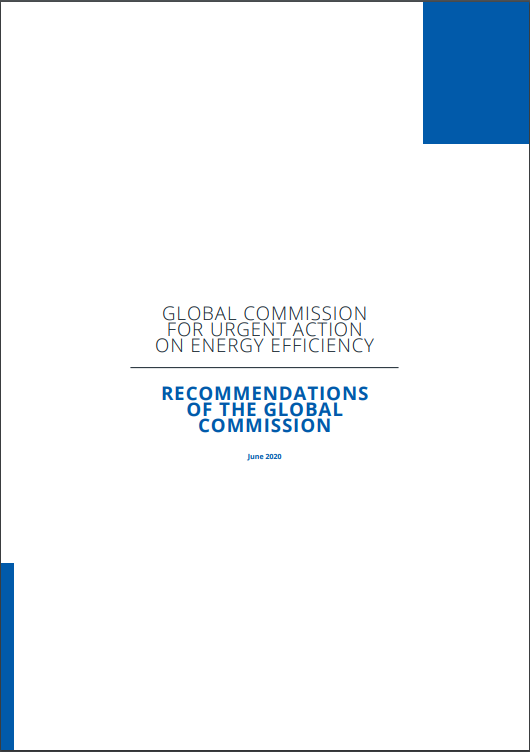 GLOBAL COMMISSION
FOR URGENT ACTION
ON ENERGY EFFICIENCY
RECOMMENDATIONS
OF THE GLOBAL
COMMISSION
June 2020